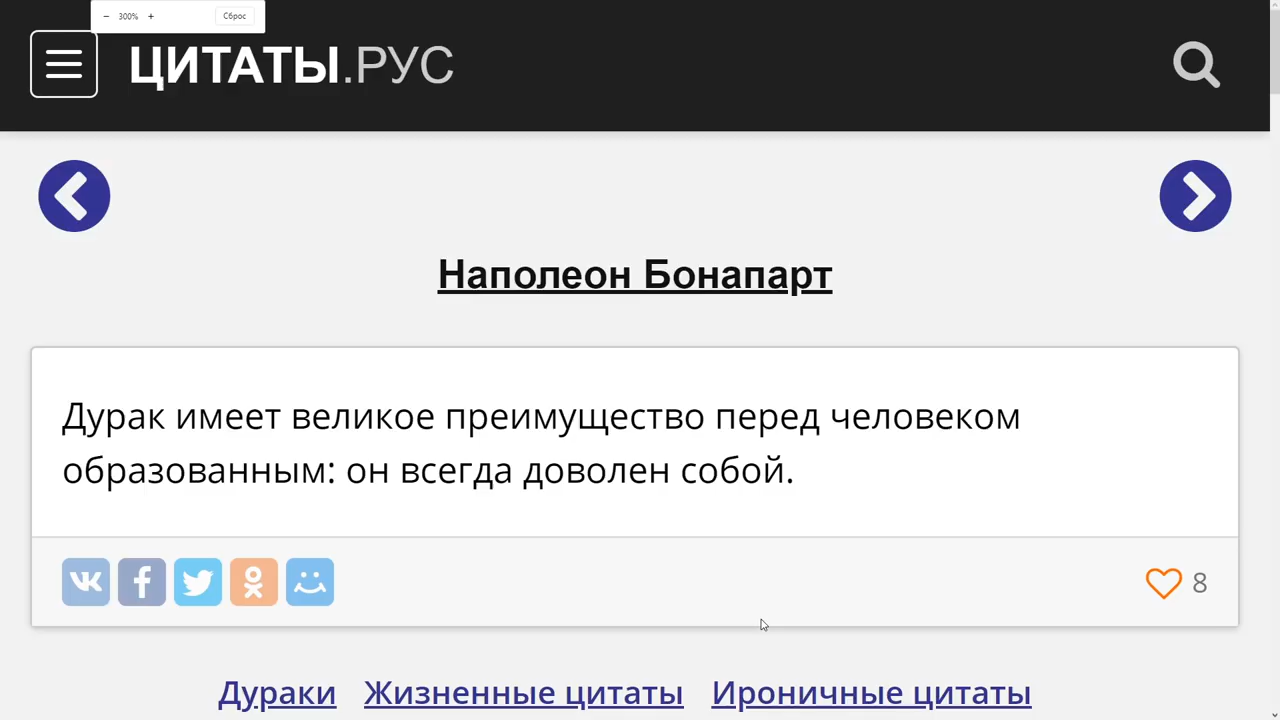 300%
Сброс
ЦИТАТЫ.РУС
Наполеон Бонапарт
Дурак имеет великое преимущество перед человеком
образованным: он всегда доволен собой.
8
Дураки Жизненные цитаты Ироничные цитаты